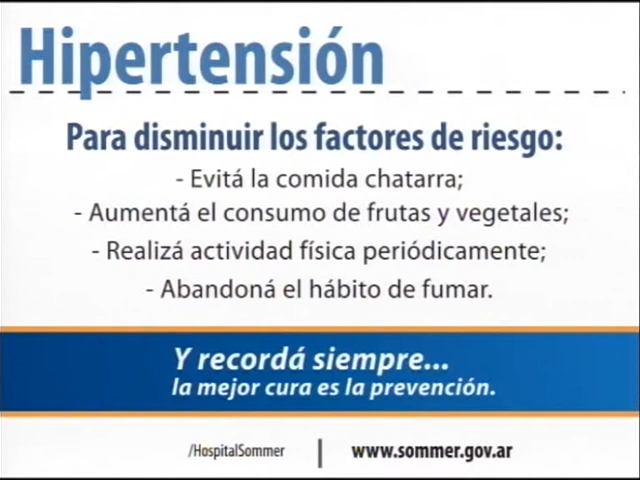 Hipertensión
Para disminuir los factores de riesgo:
- Evitá la comida chatarra;
- Aumentá el consumo de frutas y vegetales;
- Realizá actividad física periódicamente;
- Abandoná el hábito de fumar.
Y recordá siempre...
la mejor cura es la prevención.
/HospitalSommer | www.sommer.gov.ar